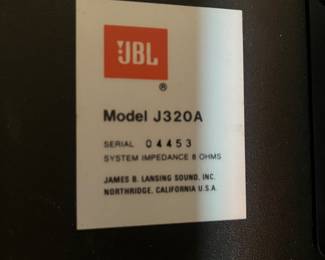 JBL
®
Model J320A
SERIAL 04453
SYSTEM IMPEDANCE 8 OHMS
JAMES B. LANSING SOUND, INC.
NORTHRIDGE, CALIFORNIA U.S.A.